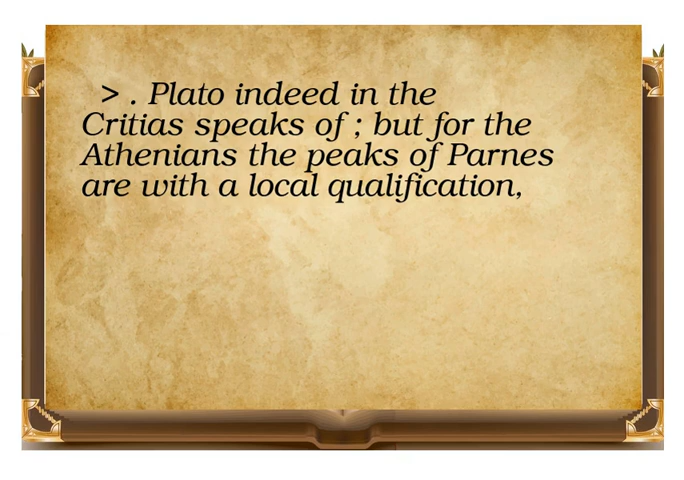 > . Plato indeed in the
Critias speaks of ; but for the
Athenians the peaks of Parnes
are with a local qualification,